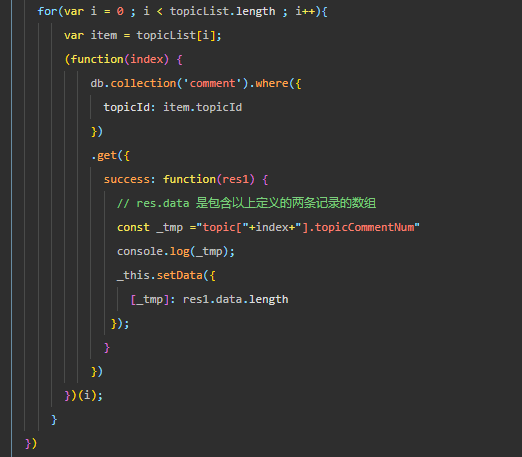 for(var i = 0 ; i < topicList.length ; i++){
var item = topicList[i];
(function(index) {
db.collection('comment').where({
topicId: item.topicId
})
.get({
success: function(res1) {
// res.data 是包含以上定义的两条记录的数组
const _tmp ="topic["+index+"].topicCommentNum"
console.log(_tmp);
_this.setData({
[_tmp]: res1.data.length
});
}
})
})(i);
}
})